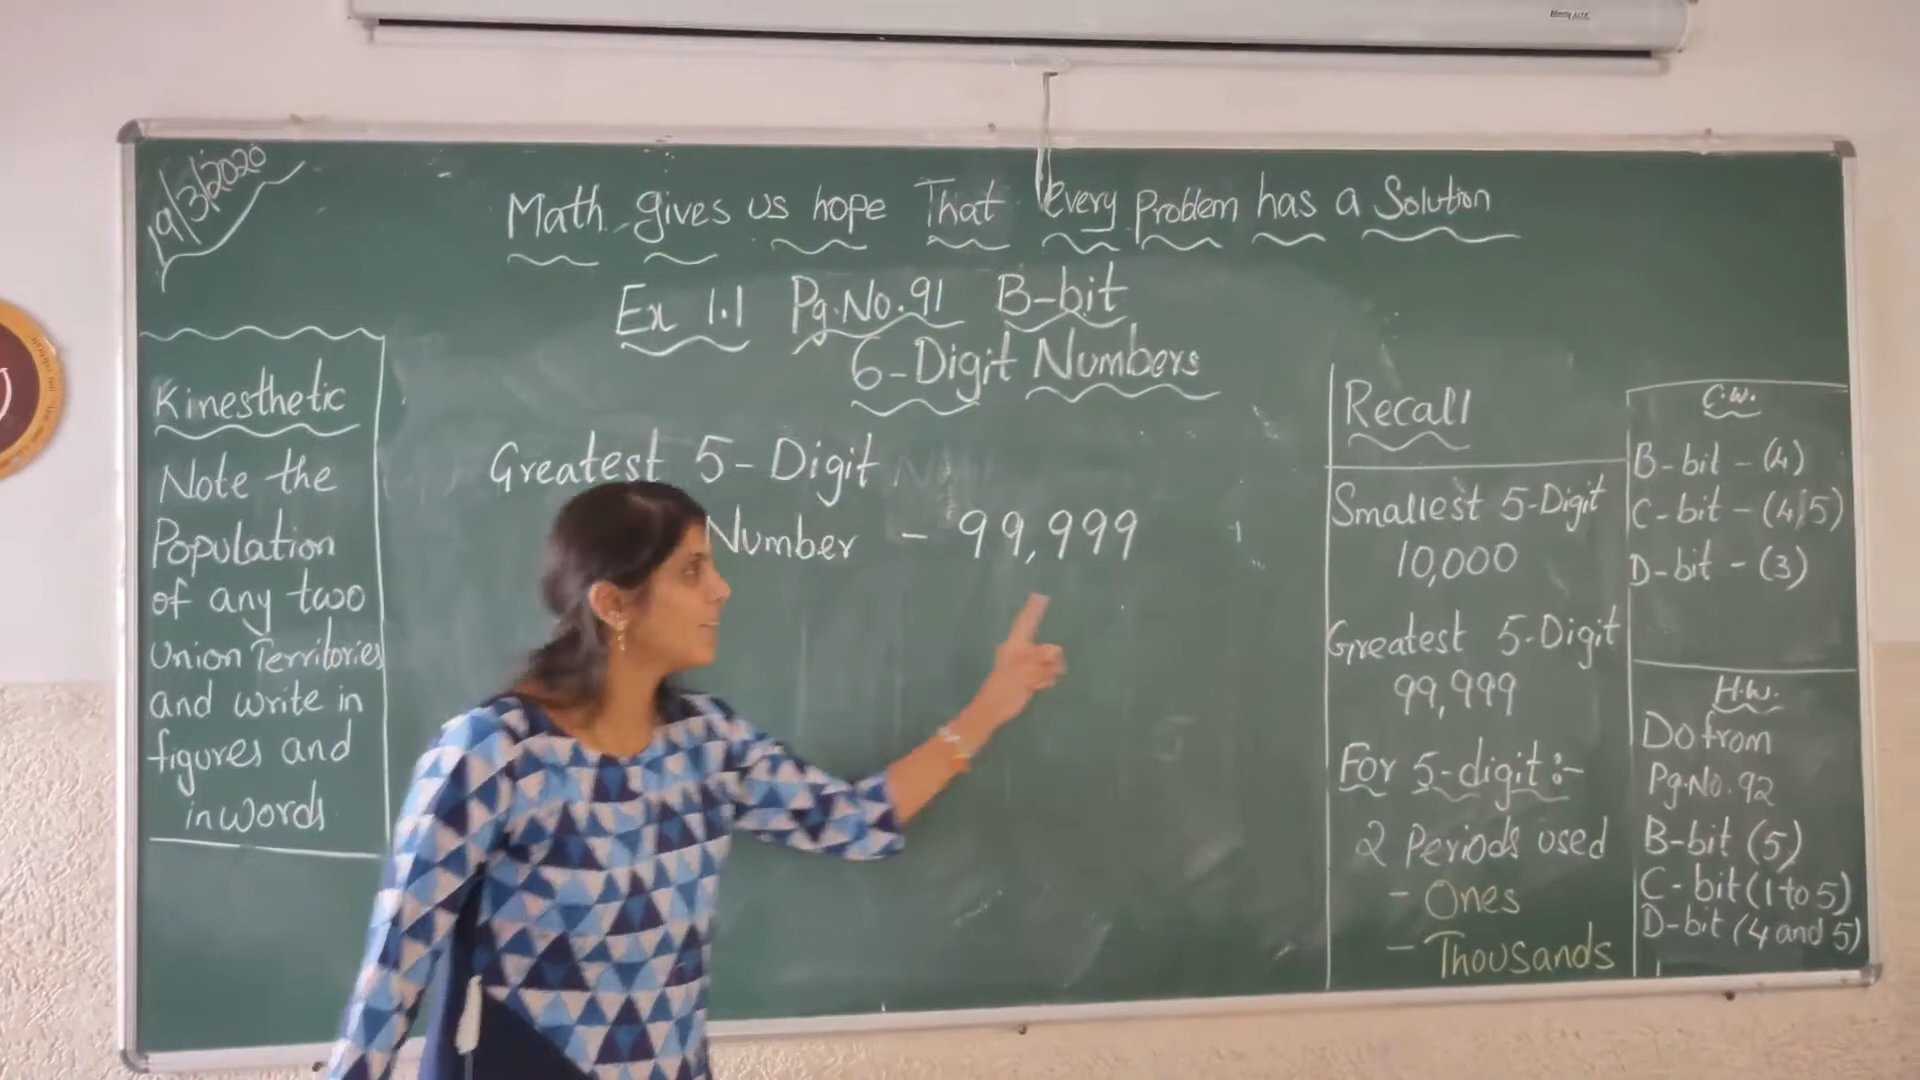 19/3/2020
Math gives us hope That every Problem has a Solution
Ex 1.1 Pg.No.91 B-bit
6-Digit Numbers
Kinesthetic
Note the
Population
of any two
Union Territories
and write in
figures and
in words
Greatest 5-Digit
Number - 99,999
Recall
Smallest 5-Digit
10,000
Greatest 5-Digit
99,999
For 5-digit:-
2 Periods used
- Ones
- Thousands
C.W.
B-bit - (4)
C-bit - (4,5)
D-bit - (3)
H.W.
Do from
Pg.No.92
B-bit (5)
C-bit (1 to 5)
D-bit (4 and 5)